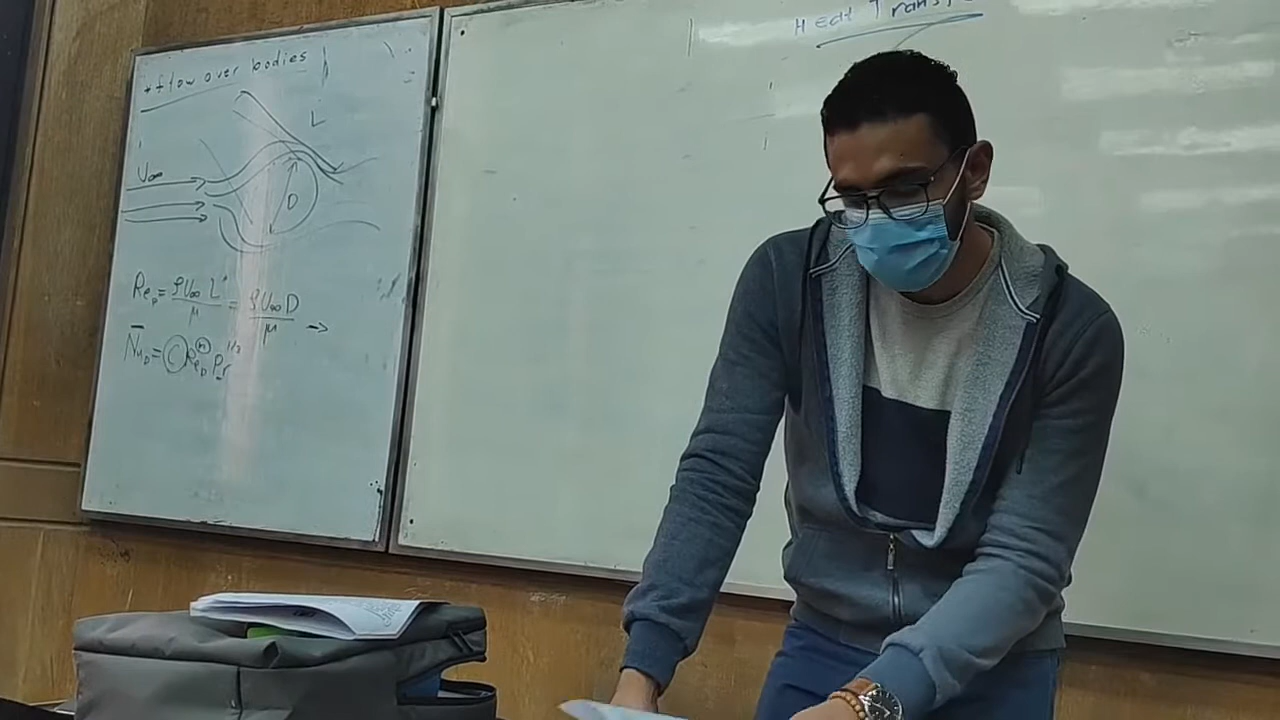 * flow over bodies
L
U∞
D
Re_D = ρU∞ L / μ = ρU∞D / μ →
N̄u_D = C Re_D^n Pr^1/3
Heat Transf